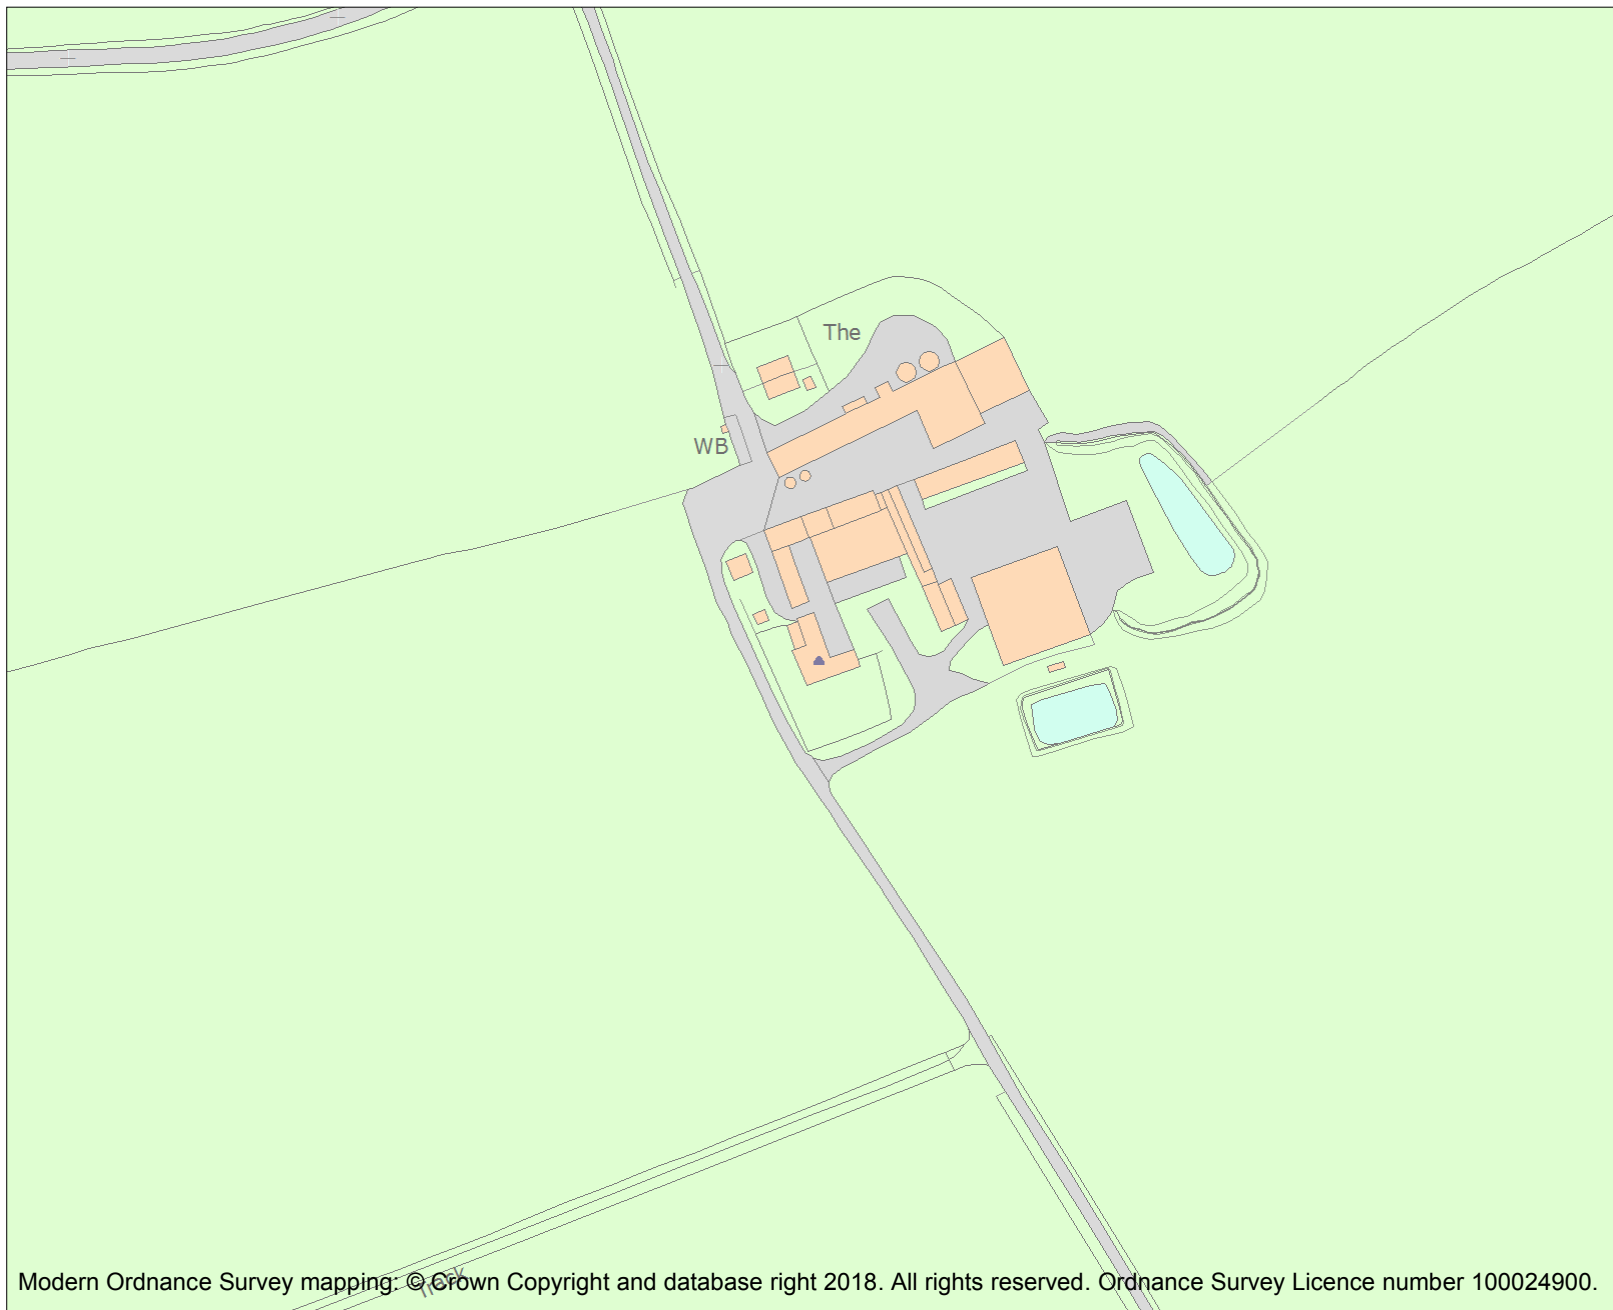 The
WB
Track
Modern Ordnance Survey mapping: © Crown Copyright and database right 2018. All rights reserved. Ordnance Survey Licence number 100024900.